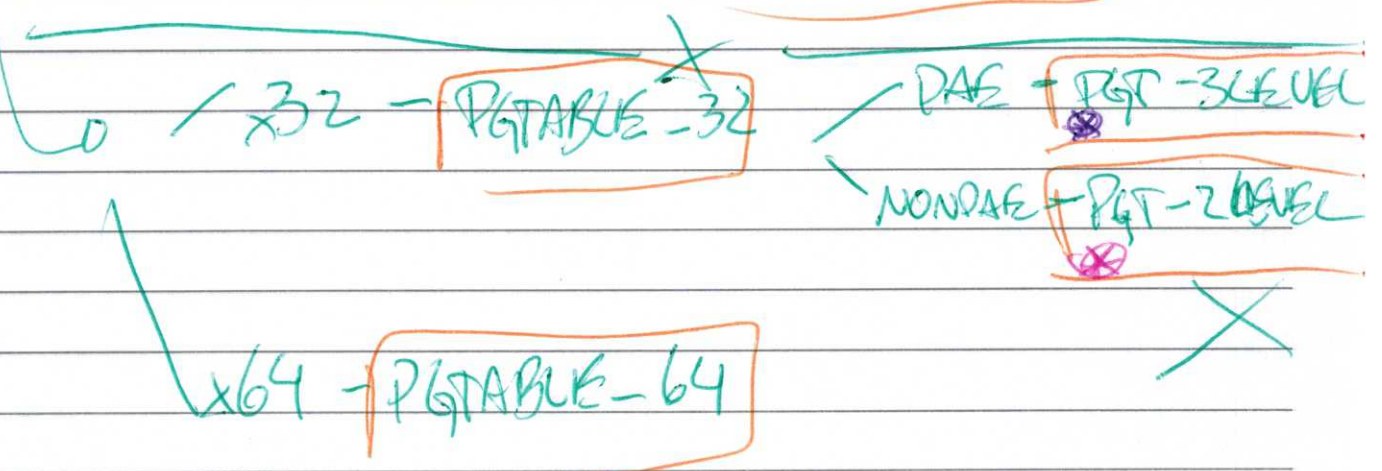 x32 - PGTABLE-32
PAE - PGT-3LEVEL
NONPAE - PGT-2LEVEL
x64 - PGTABLE-64